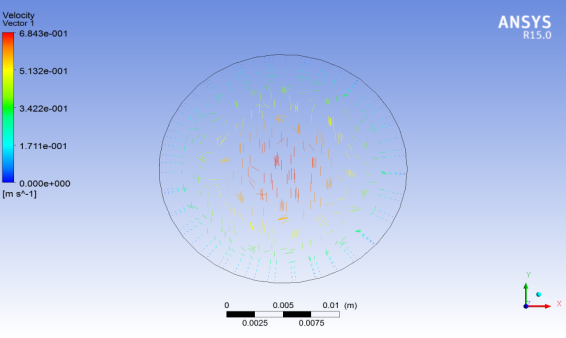 Velocity
Vector 1
6.843e-001
5.132e-001
3.422e-001
1.711e-001
0.000e+000
[m s^-1]
ANSYS
R15.0
0 0.005 0.01 (m)
0.0025 0.0075
Y
X